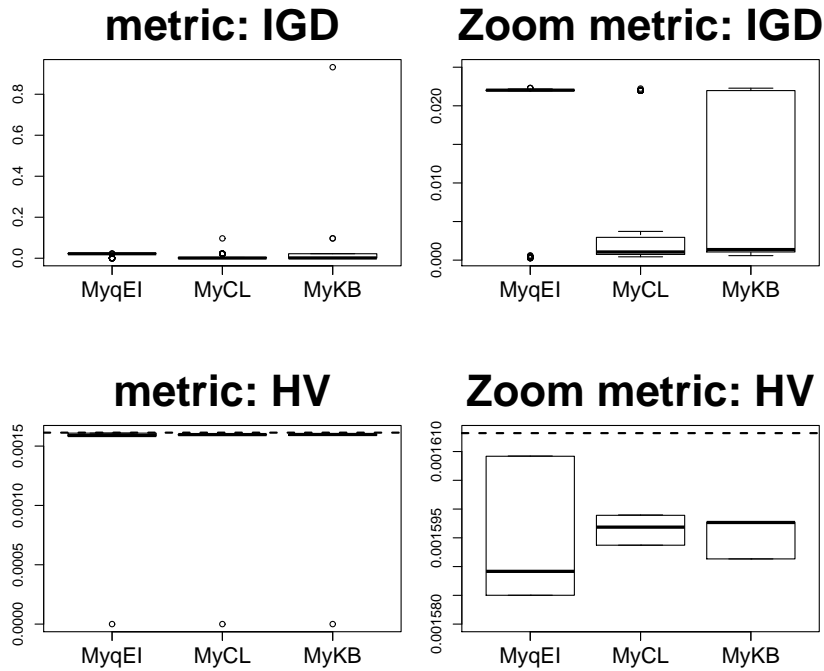 metric: IGD
0.8
0.6
0.4
0.2
0.0
MyqEI MyCL MyKB
Zoom metric: IGD
0.020
0.010
0.000
MyqEI MyCL MyKB
metric: HV
0.0015
0.0010
0.0005
0.0000
MyqEI MyCL MyKB
Zoom metric: HV
0.001610
0.001595
0.001580
MyqEI MyCL MyKB